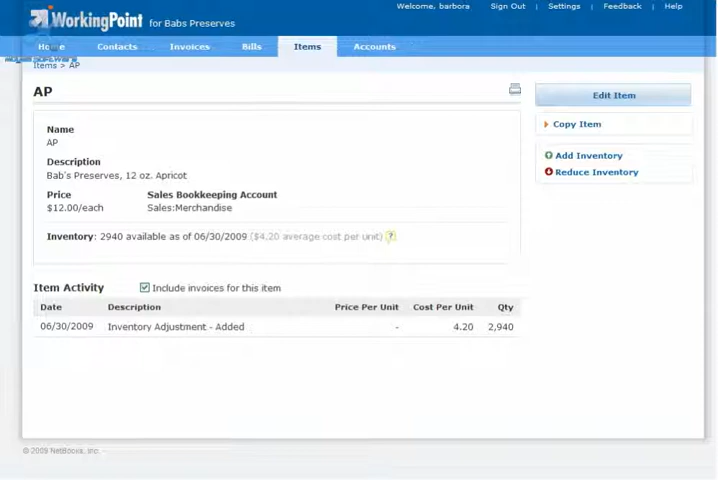 Welcome, barbora Sign Out | Settings | Feedback | Help
WorkingPoint for Babs Preserves
Home Contacts Invoices Bills Items Accounts
Items > AP
AP
Edit Item
Copy Item
Add Inventory
Reduce Inventory
Name
AP
Description
Bab's Preserves, 12 oz. Apricot
Price Sales Bookkeeping Account
$12.00/each Sales:Merchandise
Inventory: 2940 available as of 06/30/2009 ($4.20 average cost per unit) ?
Item Activity Include invoices for this item
Date Description Price Per Unit Cost Per Unit Qty
06/30/2009 Inventory Adjustment - Added - 4.20 2,940
© 2009 NetBooks, Inc.